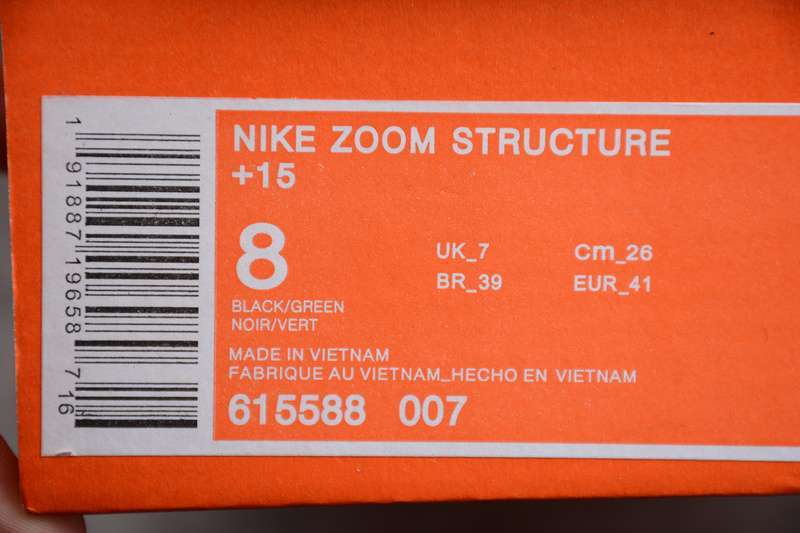 1 91887 19658 7 16
NIKE ZOOM STRUCTURE
+15
8
UK_7 Cm_26
BR_39 EUR_41
BLACK/GREEN
NOIR/VERT
MADE IN VIETNAM
FABRIQUE AU VIETNAM_HECHO EN VIETNAM
615588 007